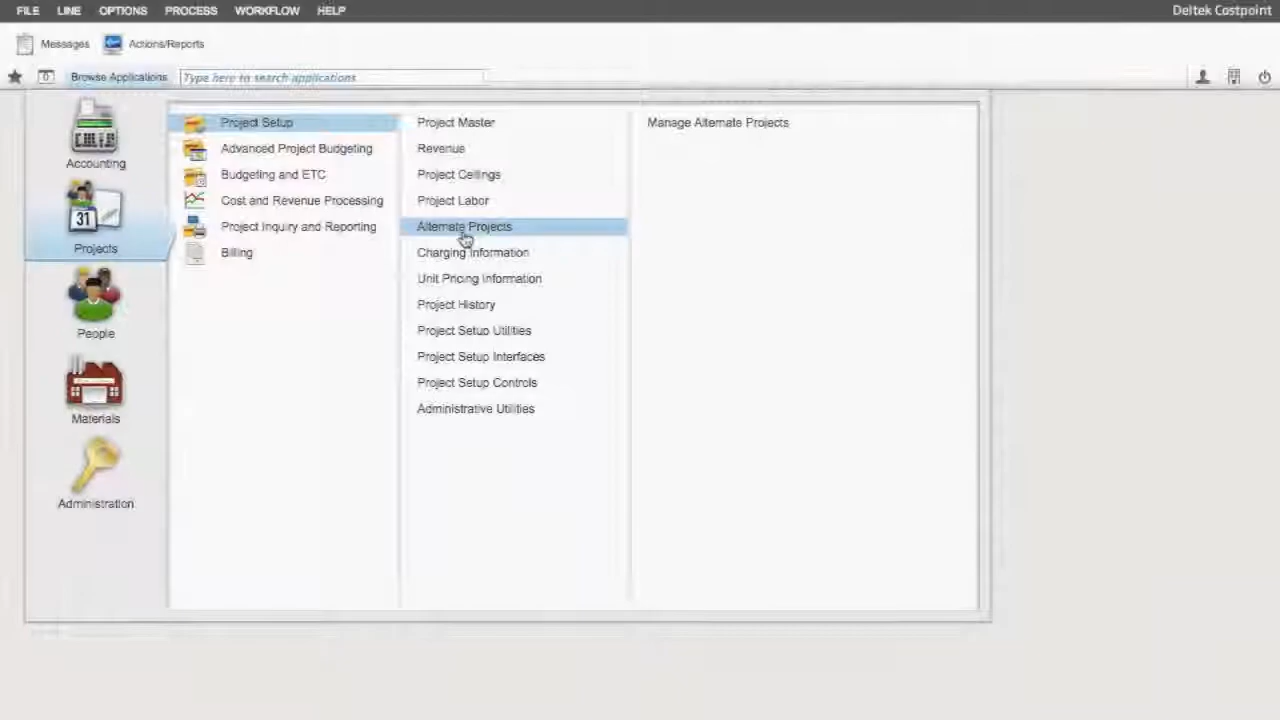 FILE LINE OPTIONS PROCESS WORKFLOW HELP Deltek Costpoint
Messages Actions/Reports
Browse Applications Type here to search applications
Accounting
31
Projects
People
Materials
Administration
Project Setup
Advanced Project Budgeting
Budgeting and ETC
Cost and Revenue Processing
Project Inquiry and Reporting
Billing
Project Master
Revenue
Project Ceilings
Project Labor
Alternate Projects
Charging Information
Unit Pricing Information
Project History
Project Setup Utilities
Project Setup Interfaces
Project Setup Controls
Administrative Utilities
Manage Alternate Projects